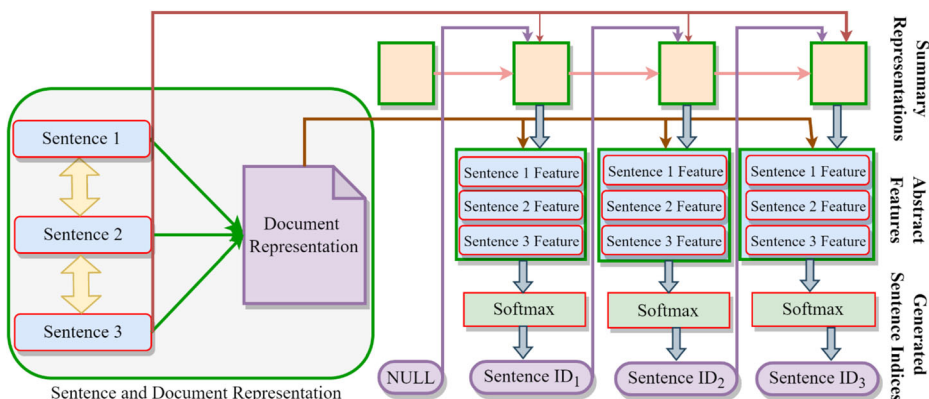 Sentence 1
Sentence 2
Sentence 3
Document
Representation
Sentence and Document Representation
Summary
Representations
Sentence 1 Feature
Sentence 2 Feature
Sentence 3 Feature
Sentence 1 Feature
Sentence 2 Feature
Sentence 3 Feature
Sentence 1 Feature
Sentence 2 Feature
Sentence 3 Feature
Abstract
Features
Softmax
Softmax
Softmax
Generated
Sentence Indices
NULL
Sentence ID1
Sentence ID2
Sentence ID3